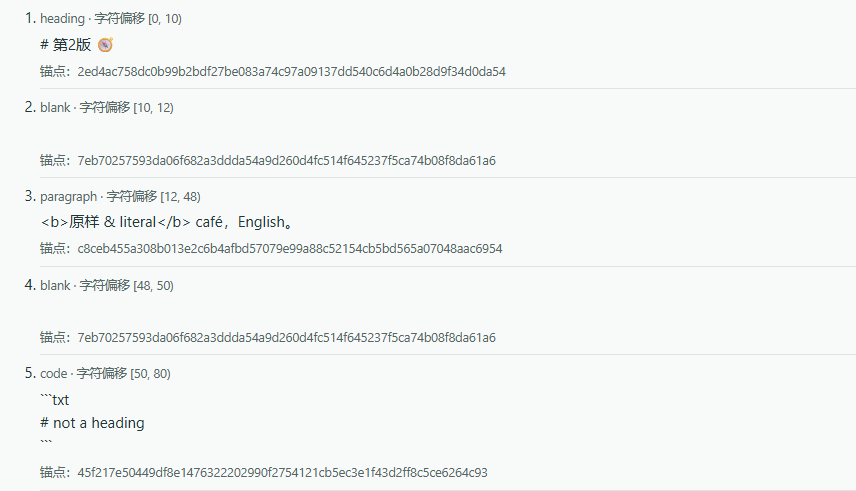 1. heading · 字符偏移 [0, 10)
# 第2版 🧭
锚点：2ed4ac758dc0b99b2bdf27be083a74c97a09137dd540c6d4a0b28d9f34d0da54
2. blank · 字符偏移 [10, 12)
锚点：7eb70257593da06f682a3ddda54a9d260d4fc514f645237f5ca74b08f8da61a6
3. paragraph · 字符偏移 [12, 48)
<b>原样 & literal</b> café，English。
锚点：c8ceb455a308b013e2c6b4afbd57079e99a88c52154cb5bd565a07048aac6954
4. blank · 字符偏移 [48, 50)
锚点：7eb70257593da06f682a3ddda54a9d260d4fc514f645237f5ca74b08f8da61a6
5. code · 字符偏移 [50, 80)
```txt
# not a heading
```
锚点：45f217e50449df8e1476322202990f2754121cb5ec3e1f43d2ff8c5ce6264c93